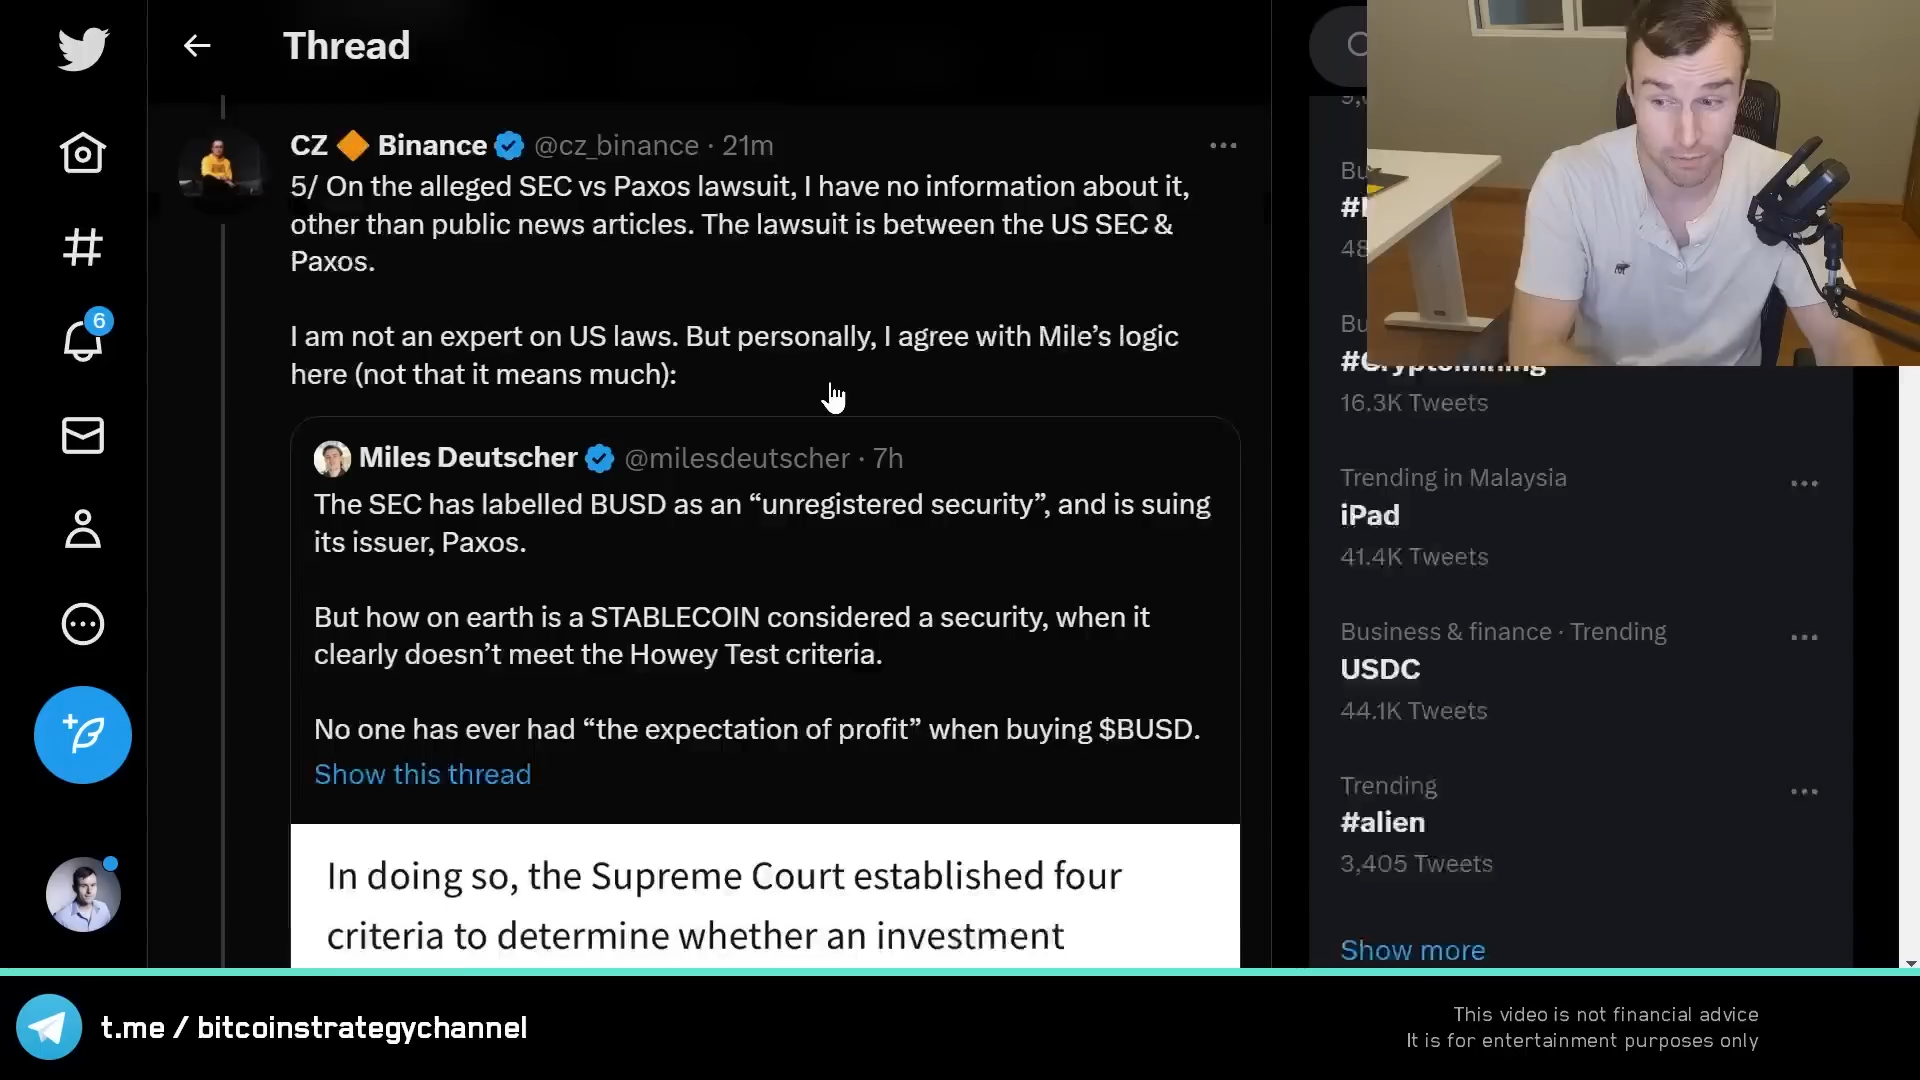 Thread
CZ 🔶 Binance @cz_binance · 21m
5/ On the alleged SEC vs Paxos lawsuit, I have no information about it,
other than public news articles. The lawsuit is between the US SEC &
Paxos.
I am not an expert on US laws. But personally, I agree with Mile’s logic
here (not that it means much):
Miles Deutscher @milesdeutscher · 7h
The SEC has labelled BUSD as an “unregistered security”, and is suing
its issuer, Paxos.
But how on earth is a STABLECOIN considered a security, when it
clearly doesn’t meet the Howey Test criteria.
No one has ever had “the expectation of profit” when buying $BUSD.
Show this thread
In doing so, the Supreme Court established four
criteria to determine whether an investment
6
Bu
48
Bu
#CryptoMining
16.3K Tweets
Trending in Malaysia
iPad
41.4K Tweets
Business & finance · Trending
USDC
44.1K Tweets
Trending
#alien
3,405 Tweets
Show more
t.me / bitcoinstrategychannel
This video is not financial advice
It is for entertainment purposes only